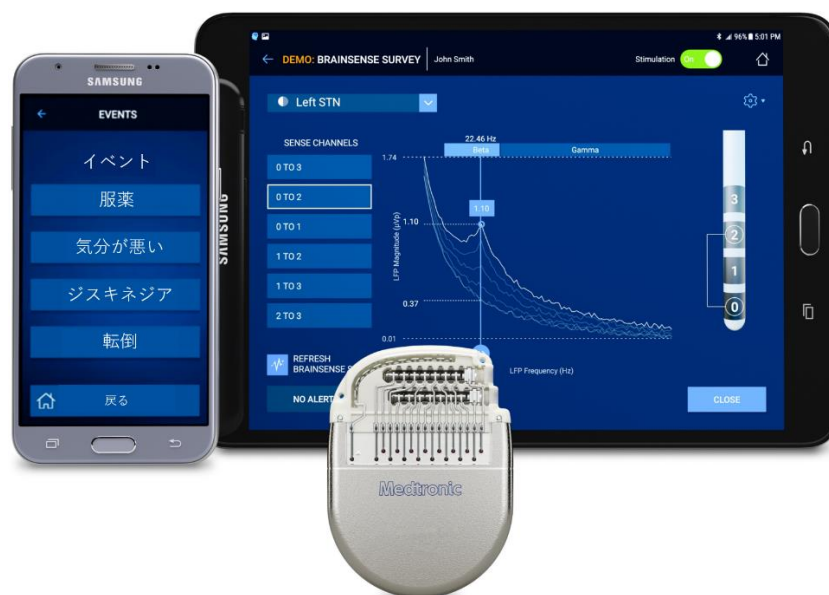 SAMSUNG
EVENTS
イベント
服薬
気分が悪い
ジスキネジア
転倒
戻る
SAMSUNG
96% 5:01 PM
DEMO: BRAINSENSE SURVEY
John Smith
Stimulation
On
Left STN
SENSE CHANNELS
0 TO 3
0 TO 2
0 TO 1
1 TO 2
1 TO 3
2 TO 3
REFRESH
BRAINSENSE S
NO ALERT
22.46 Hz
Beta
Gamma
1.74
1.10
1.10
0.37
0.01
LFP Magnitude (μVp)
LFP Frequency (Hz)
3
2
1
0
CLOSE
Medtronic